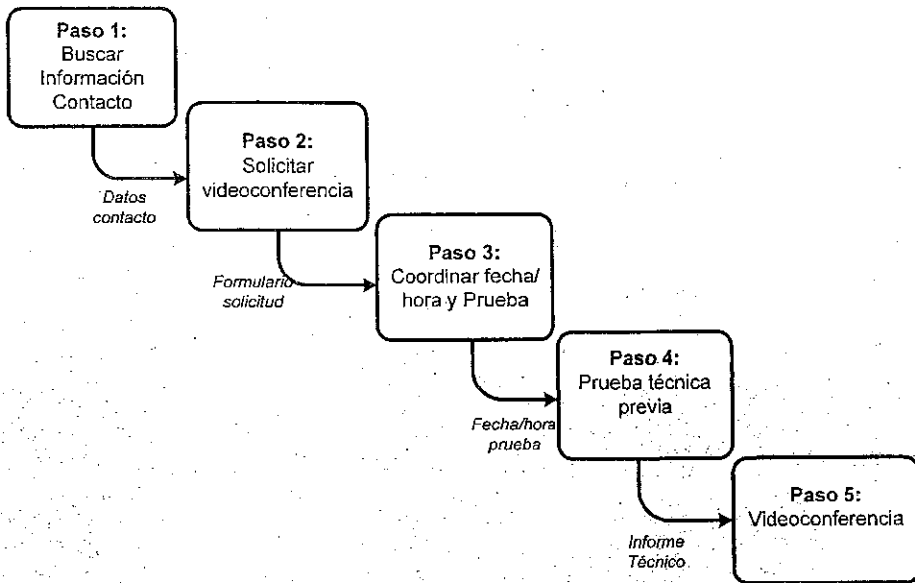 Paso 1:
Buscar
Información
Contacto
Datos
contacto
Paso 2:
Solicitar
videoconferencia
Formulario
solicitud
Paso 3:
Coordinar fecha/
hora y Prueba
Fecha/hora
prueba
Paso 4:
Prueba técnica
previa
Informe
Técnico
Paso 5:
Videoconferencia